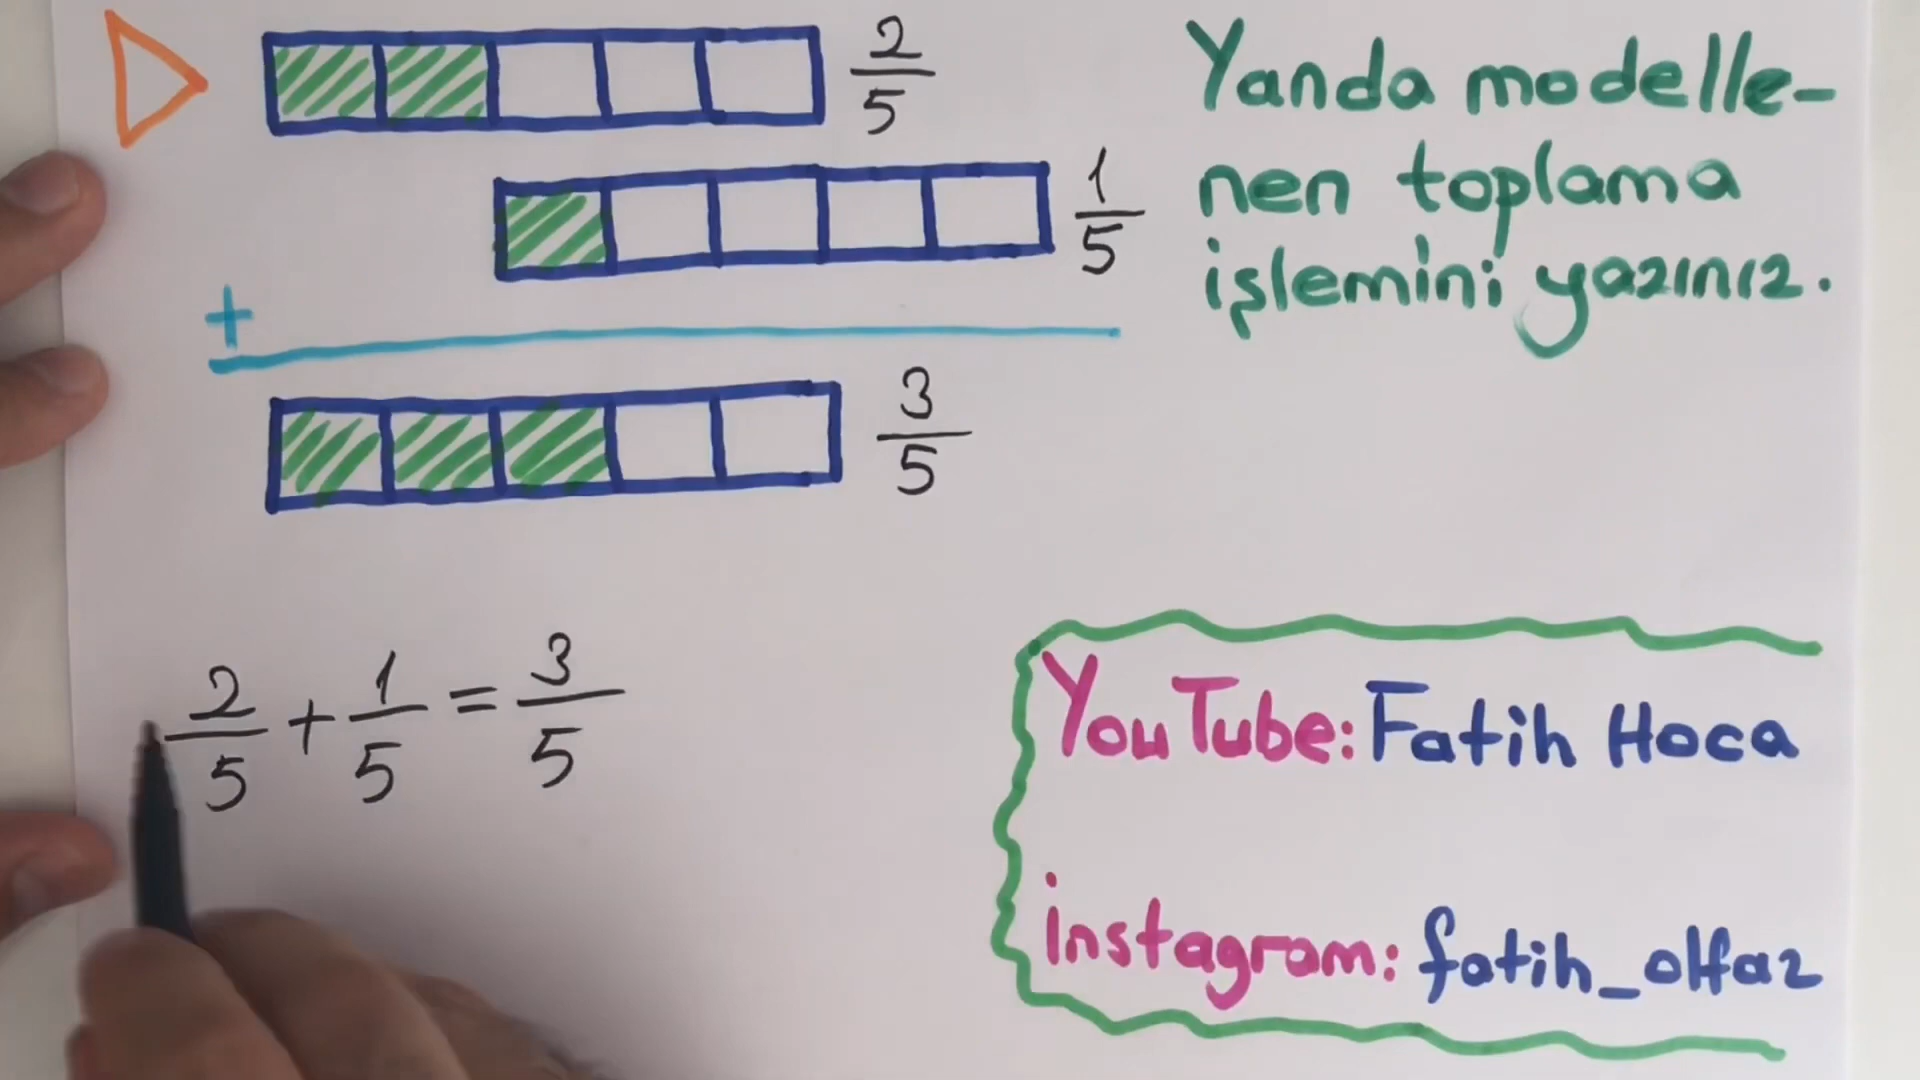 2/5
1/5
+
3/5
Yanda modelle-
nen toplama
işlemini yazınız.
2/5 + 1/5 = 3/5
YouTube: Fatih Hoca
instagram: fatih_olfaz